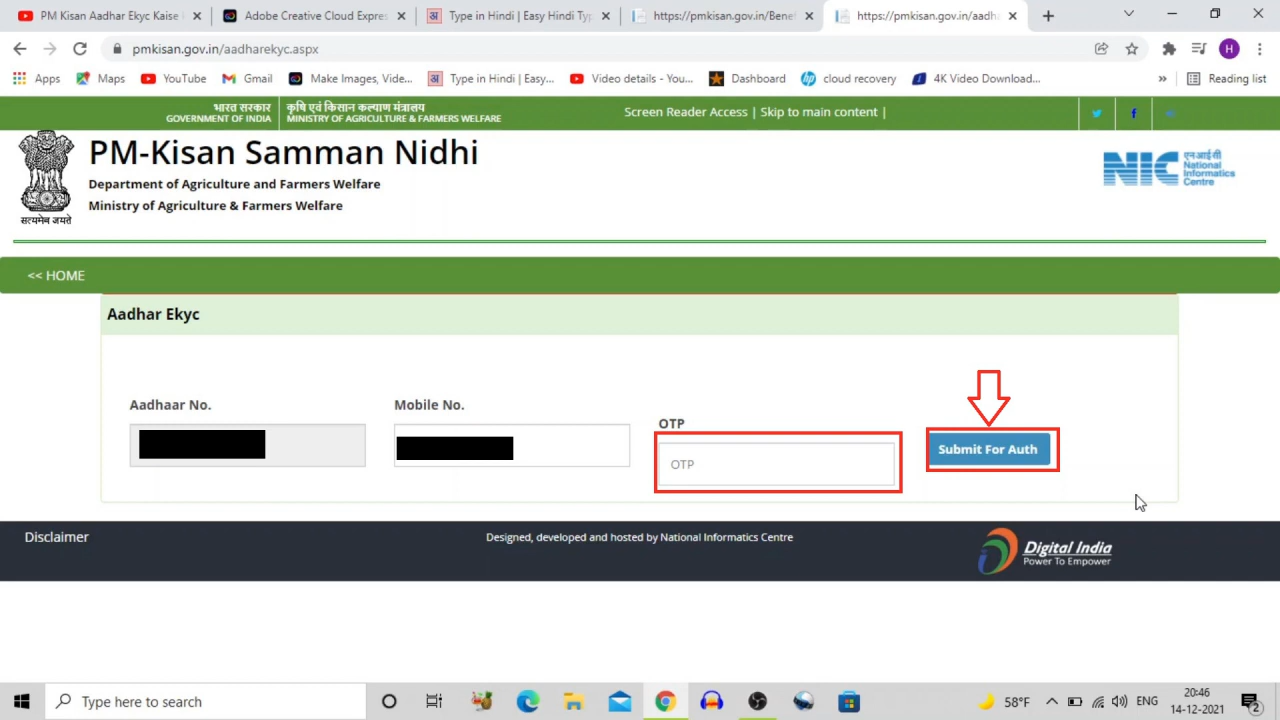 PM Kisan Aadhar Ekyc Kaise
Adobe Creative Cloud Expres
Type in Hindi | Easy Hindi Ty
https://pmkisan.gov.in/Benef
https://pmkisan.gov.in/aadha
pmkisan.gov.in/aadharekyc.aspx
H
Apps
Maps
YouTube
Gmail
Make Images, Vide...
Type in Hindi | Easy...
Video details - You...
Dashboard
cloud recovery
4K Video Download...
»
Reading list
भारत सरकार
GOVERNMENT OF INDIA
कृषि एवं किसान कल्याण मंत्रालय
MINISTRY OF AGRICULTURE & FARMERS WELFARE
Screen Reader Access | Skip to main content |
PM-Kisan Samman Nidhi
Department of Agriculture and Farmers Welfare
Ministry of Agriculture & Farmers Welfare
सत्यमेव जयते
NIC
एनआईसी
National
Informatics
Centre
<< HOME
Aadhar Ekyc
Aadhaar No.
Mobile No.
OTP
OTP
Submit For Auth
Disclaimer
Designed, developed and hosted by National Informatics Centre
Digital India
Power To Empower
Type here to search
58°F
ENG
20:46
14-12-2021
2